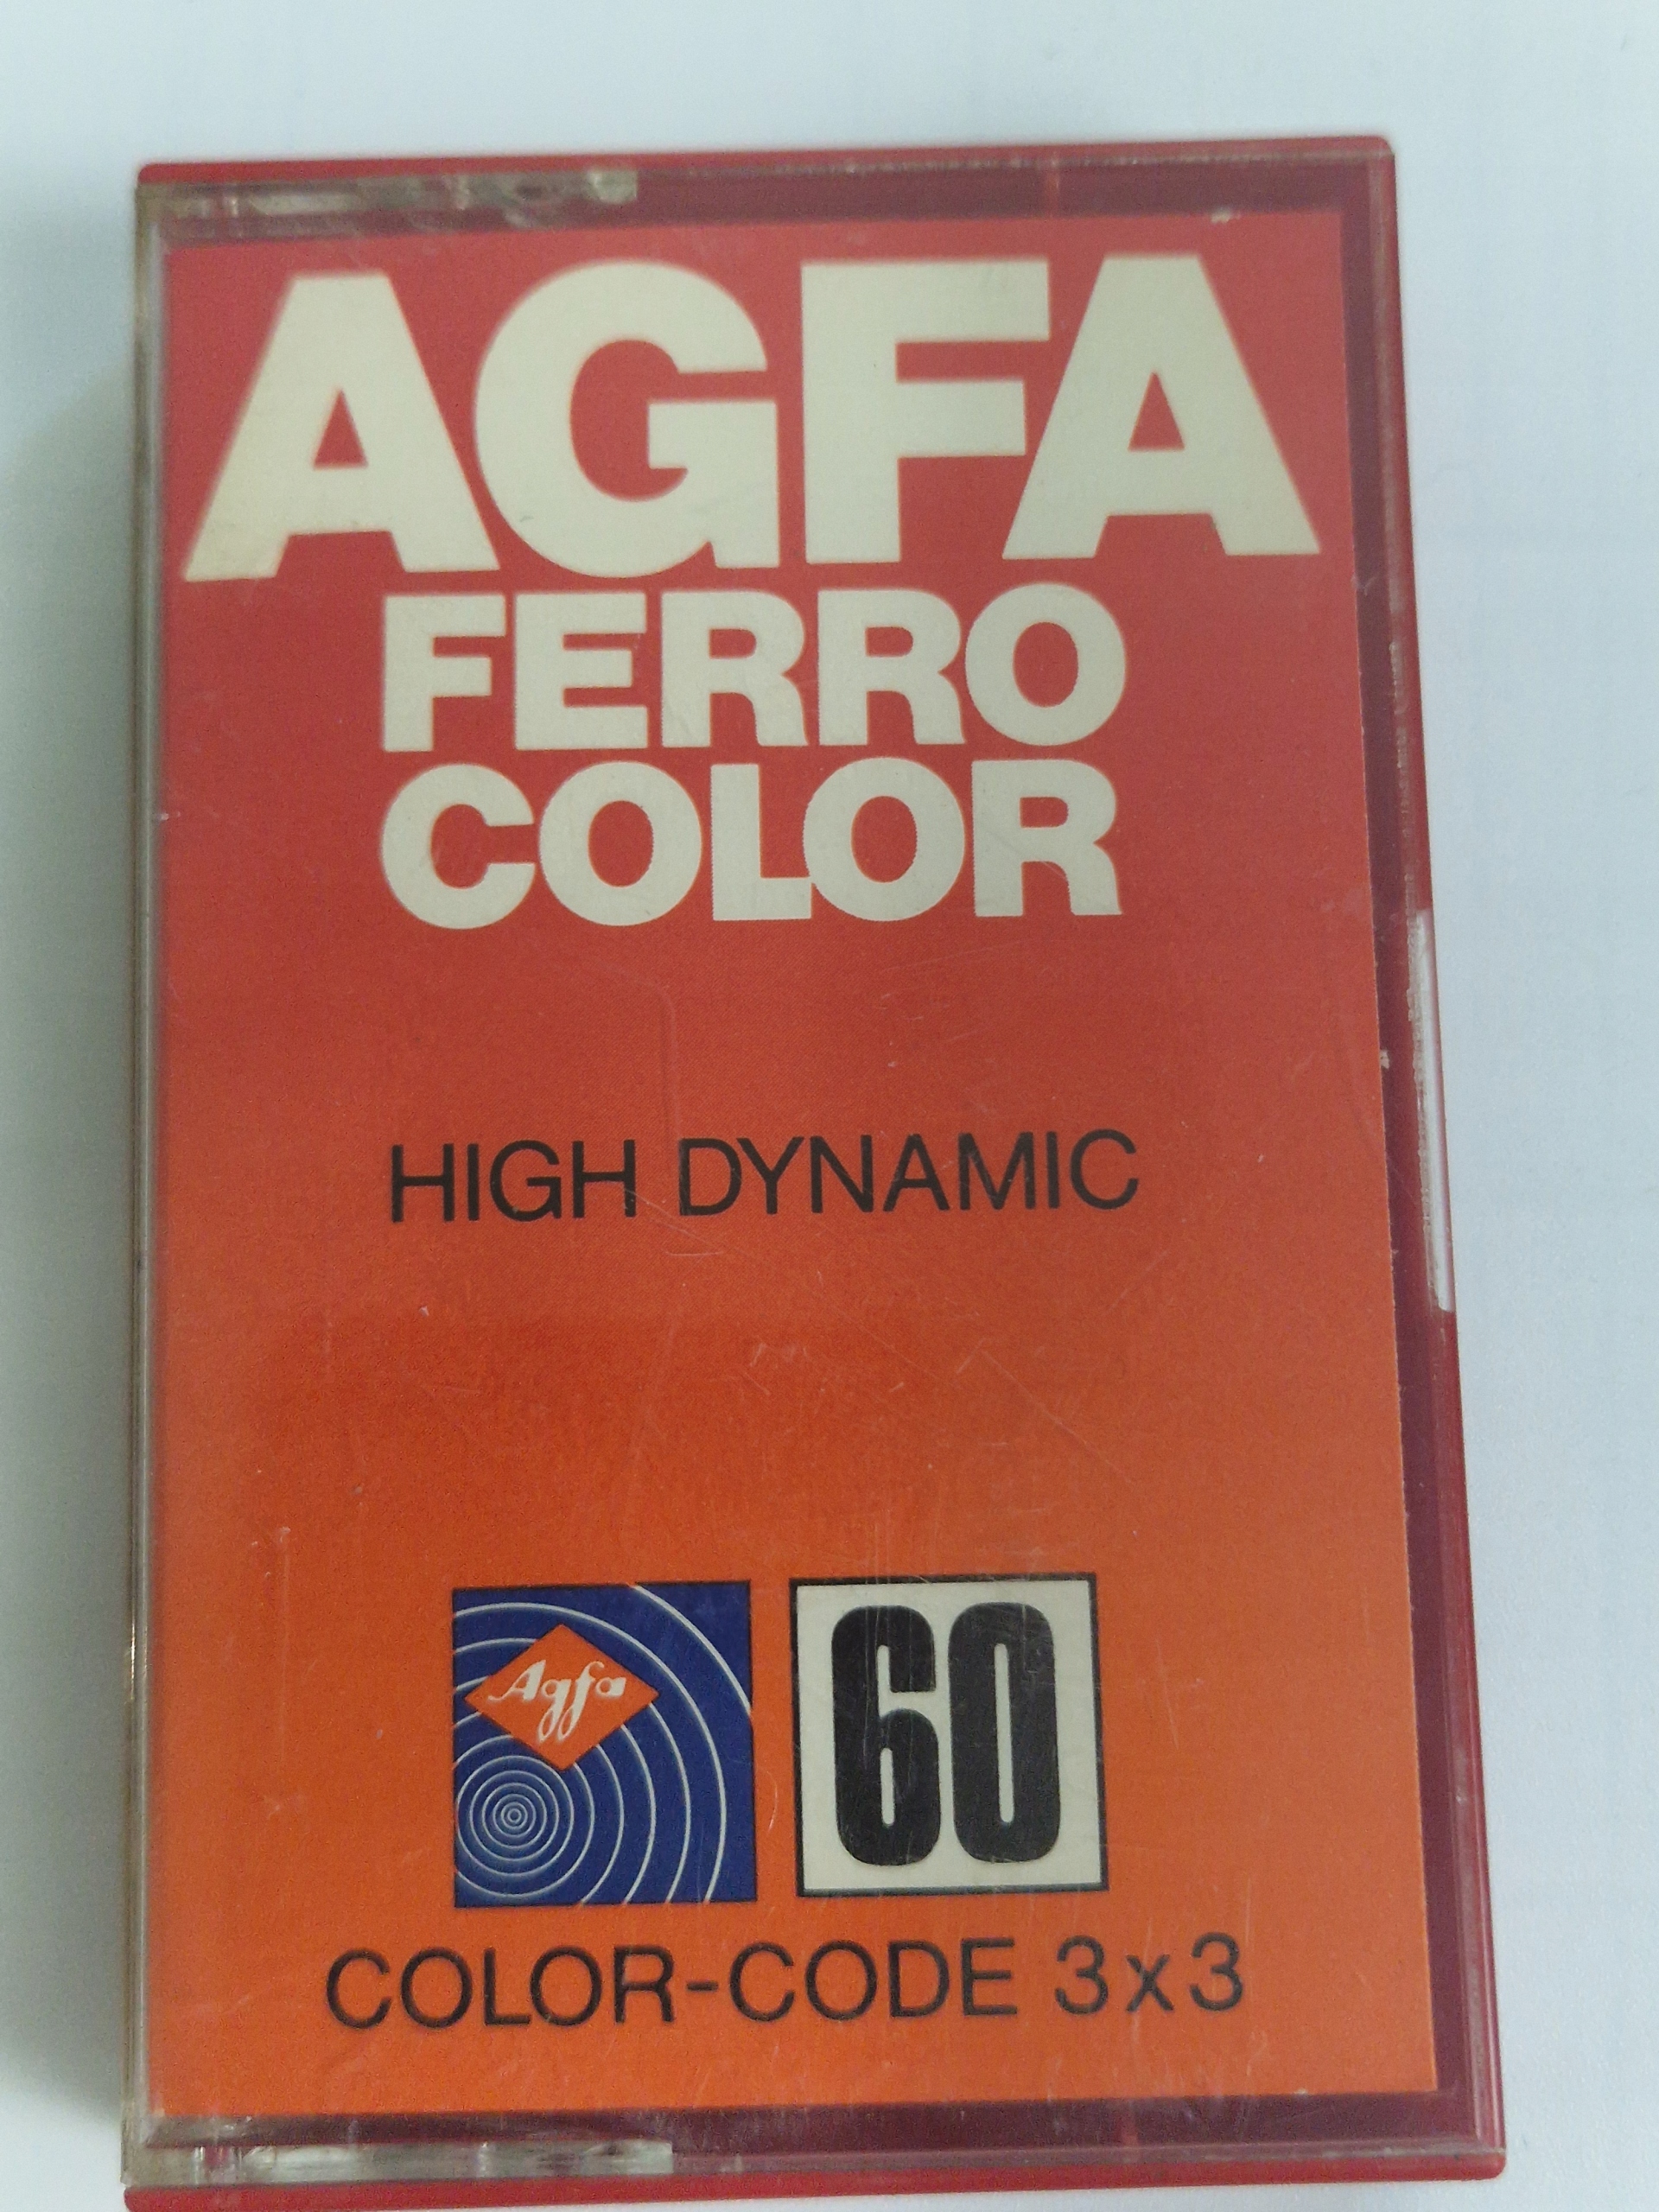 AGFA
FERRO
COLOR
HIGH DYNAMIC
Agfa
60
COLOR-CODE 3x3